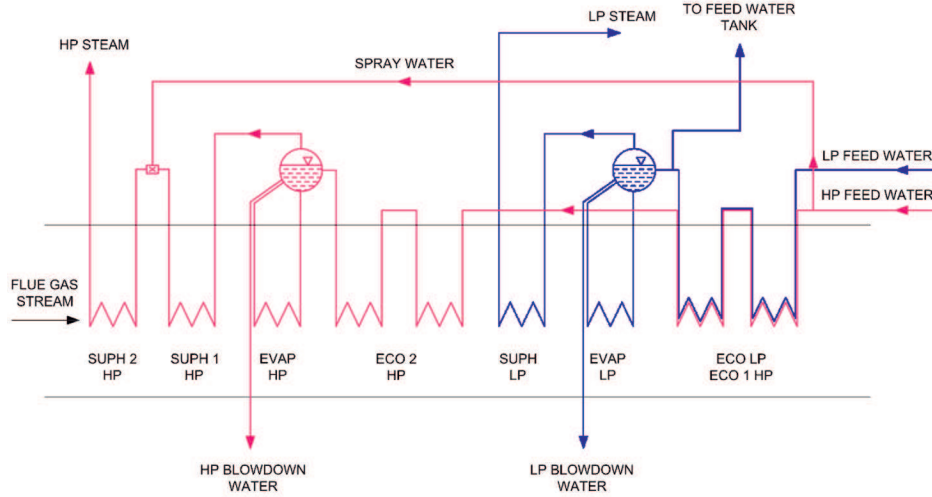 TO FEED WATER
TANK
LP STEAM
HP STEAM
SPRAY WATER
LP FEED WATER
HP FEED WATER
FLUE GAS
STREAM
SUPH 2
HP
SUPH 1
HP
EVAP
HP
ECO 2
HP
SUPH
LP
EVAP
LP
ECO LP
ECO 1 HP
HP BLOWDOWN
WATER
LP BLOWDOWN
WATER